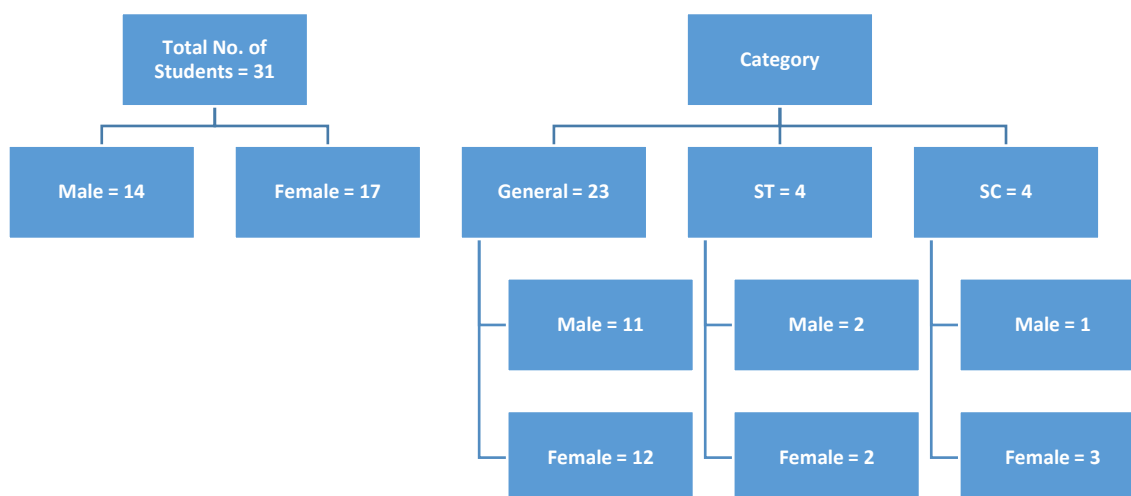 Total No. of
Students = 31
Category
Male = 14
Female = 17
General = 23
ST = 4
SC = 4
Male = 11
Male = 2
Male = 1
Female = 12
Female = 2
Female = 3